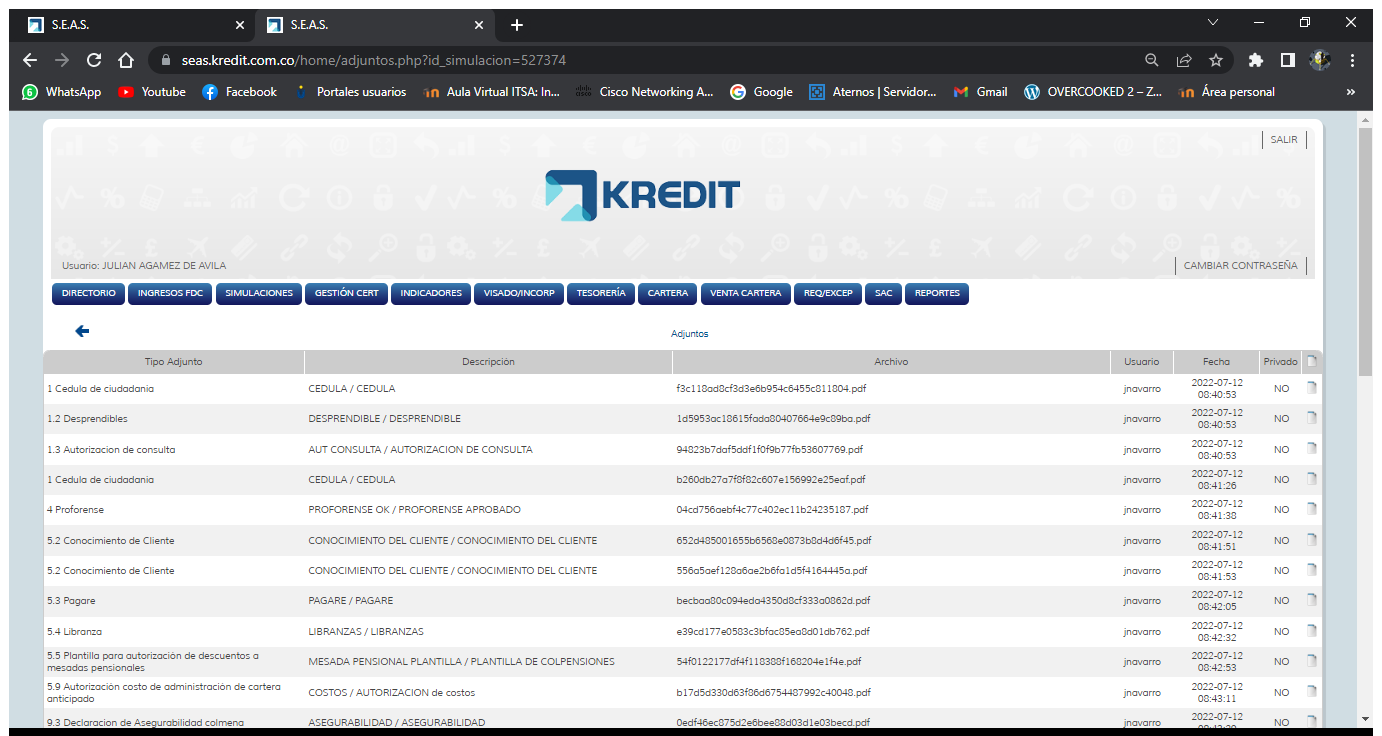 S.E.A.S.
S.E.A.S.
seas.kredit.com.co/home/adjuntos.php?id_simulacion=527374
WhatsApp Youtube Facebook Portales usuarios Aula Virtual ITSA: In... Cisco Networking A... Google Aternos | Servidor... Gmail OVERCOOKED 2 – Z... Área personal »
SALIR
KREDIT
Usuario: JULIAN AGAMEZ DE AVILA
CAMBIAR CONTRASEÑA
DIRECTORIO INGRESOS FDC SIMULACIONES GESTIÓN CERT INDICADORES VISADO/INCORP TESORERÍA CARTERA VENTA CARTERA REQ/EXCEP SAC REPORTES
Adjuntos
Tipo Adjunto Descripción Archivo Usuario Fecha Privado
1 Cedula de ciudadania CEDULA / CEDULA f3c118ad8cf3d3e6b954c6455c811804.pdf jnavarro 2022-07-12 08:40:53 NO
1.2 Desprendibles DESPRENDIBLE / DESPRENDIBLE 1d5953ac18615fada80407664e9c89ba.pdf jnavarro 2022-07-12 08:40:53 NO
1.3 Autorizacion de consulta AUT CONSULTA / AUTORIZACION DE CONSULTA 94823b7daf5ddf1f0f9b77fb53607769.pdf jnavarro 2022-07-12 08:40:53 NO
1 Cedula de ciudadania CEDULA / CEDULA b260db27a7f8f82c607e156992e25eaf.pdf jnavarro 2022-07-12 08:41:26 NO
4 Proforense PROFORENSE OK / PROFORENSE APROBADO 04cd756aebf4c77c402ec11b24235187.pdf jnavarro 2022-07-12 08:41:38 NO
5.2 Conocimiento de Cliente CONOCIMIENTO DEL CLIENTE / CONOCIMIENTO DEL CLIENTE 652d485001655b6568e0873b8d4d6f45.pdf jnavarro 2022-07-12 08:41:51 NO
5.2 Conocimiento de Cliente CONOCIMIENTO DEL CLIENTE / CONOCIMIENTO DEL CLIENTE 556a5aef128a6ae2b6fa1d5f4164445a.pdf jnavarro 2022-07-12 08:41:53 NO
5.3 Pagare PAGARE / PAGARE becbaa80c094eda4350d8cf333a0862d.pdf jnavarro 2022-07-12 08:42:05 NO
5.4 Libranza LIBRANZAS / LIBRANZAS e39cd177e0583c3bfac85ea8d01db762.pdf jnavarro 2022-07-12 08:42:32 NO
5.5 Plantilla para autorización de descuentos a mesadas pensionales MESADA PENSIONAL PLANTILLA / PLANTILLA DE COLPENSIONES 54f0122177df4f118388f168204e1f4e.pdf jnavarro 2022-07-12 08:42:53 NO
5.9 Autorización costo de administración de cartera anticipado COSTOS / AUTORIZACION de costos b17d5d330d63f86d6754487992c40048.pdf jnavarro 2022-07-12 08:43:11 NO
9.3 Declaracion de Asegurabilidad colmena ASEGURABILIDAD / ASEGURABILIDAD 0edf46ec875d2e6bee88d03d1e03becd.pdf jnavarro 2022-07-12 NO